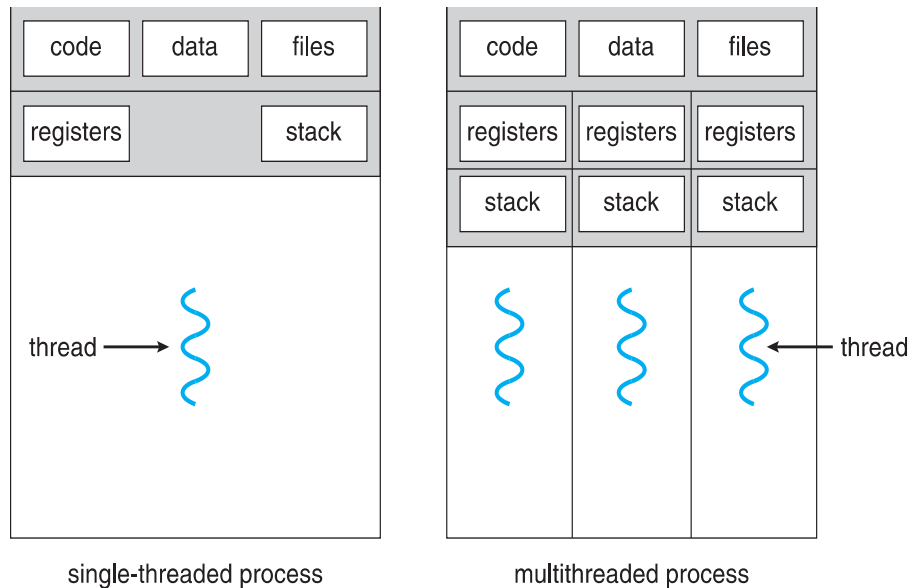 code data files
registers stack
thread
single-threaded process
code data files
registers registers registers
stack stack stack
thread
multithreaded process